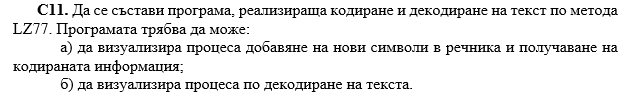 С11. Да се състави програма, реализираща кодиране и декодиране на текст по метода
LZ77. Програмата трябва да може:
а) да визуализира процеса добавяне на нови символи в речника и получаване на
кодираната информация;
б) да визуализира процеса по декодиране на текста.